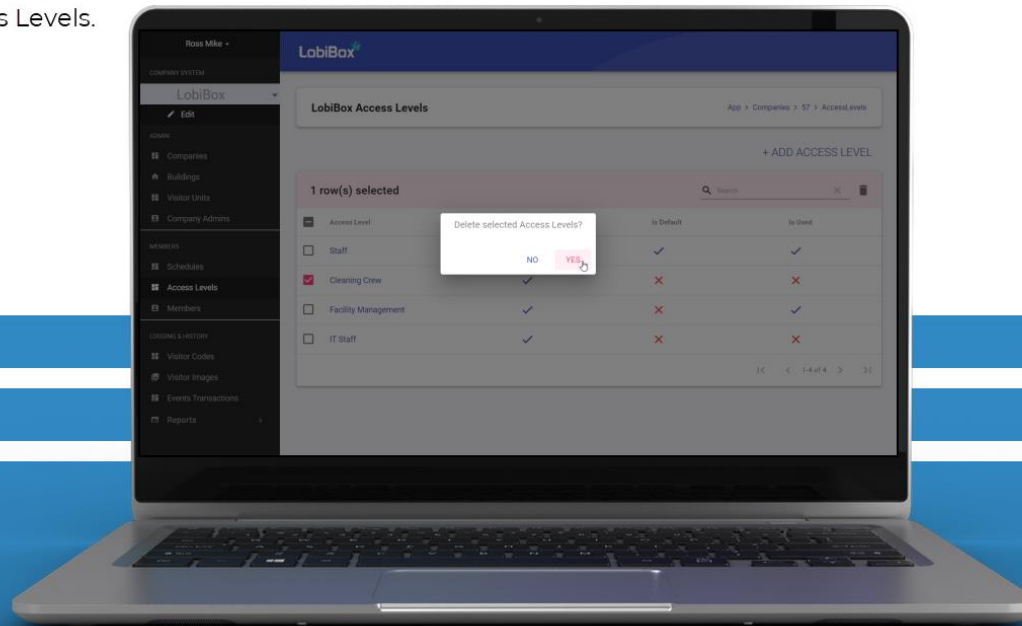 s Levels.
Ross Mike
LobiBox
COMPANY SYSTEM
LobiBox
Edit
LobiBox Access Levels
App > Companies > 57 > AccessLevels
ADMIN
Companies
+ ADD ACCESS LEVEL
Buildings
Visitor Units
1 row(s) selected
Search
Company Admins
Access Level
Is Default
Is Used
Delete selected Access Levels?
NO YES
MEMBERS
Staff
Schedules
Cleaning Crew
Access Levels
Members
Facility Management
LOGGING & HISTORY
IT Staff
Visitor Codes
1-4 of 4
Visitor Images
Events Transactions
Reports